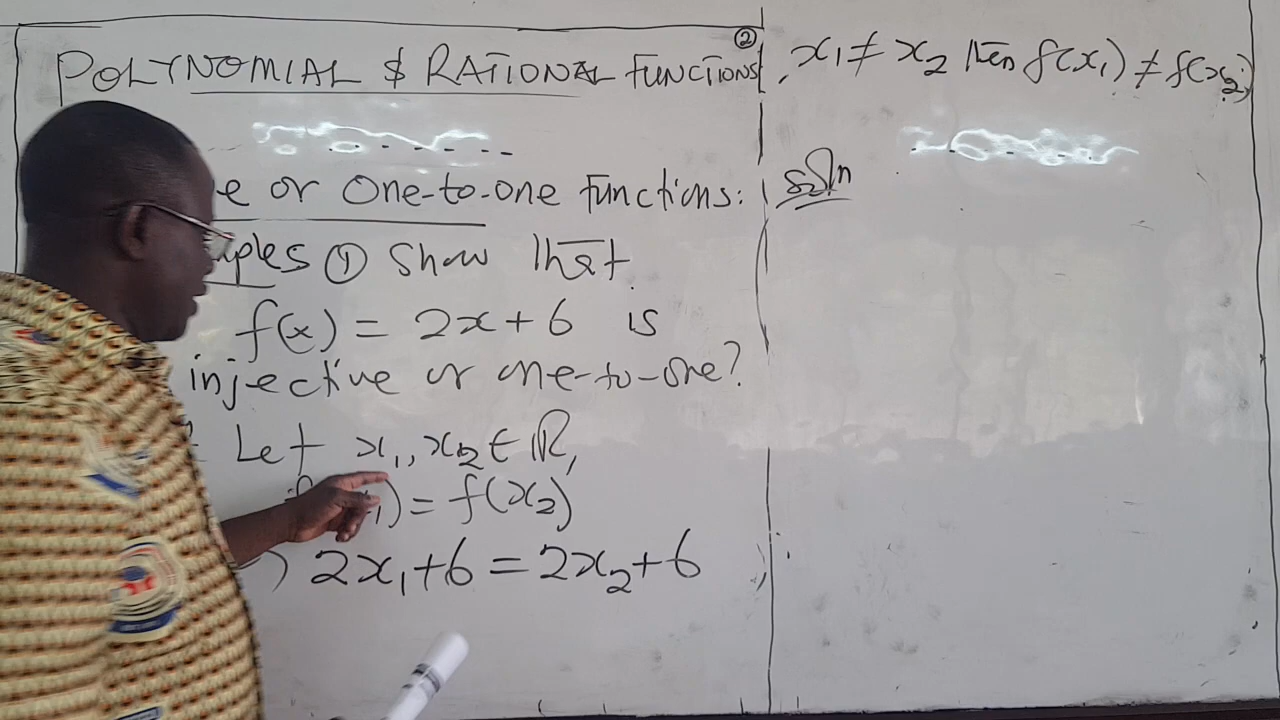 POLYNOMIAL & RATIONAL FUNCTIONS
e or One-to-one functions:
ples ① Show that
f(x) = 2x + 6 is
injective or one-to-one?
Let x₁, x₂ ∈ ℝ,
₁) = f(x₂)
2x₁+6 = 2x₂+6
②
x₁ ≠ x₂ then f(x₁) ≠ f(x₂)
soln